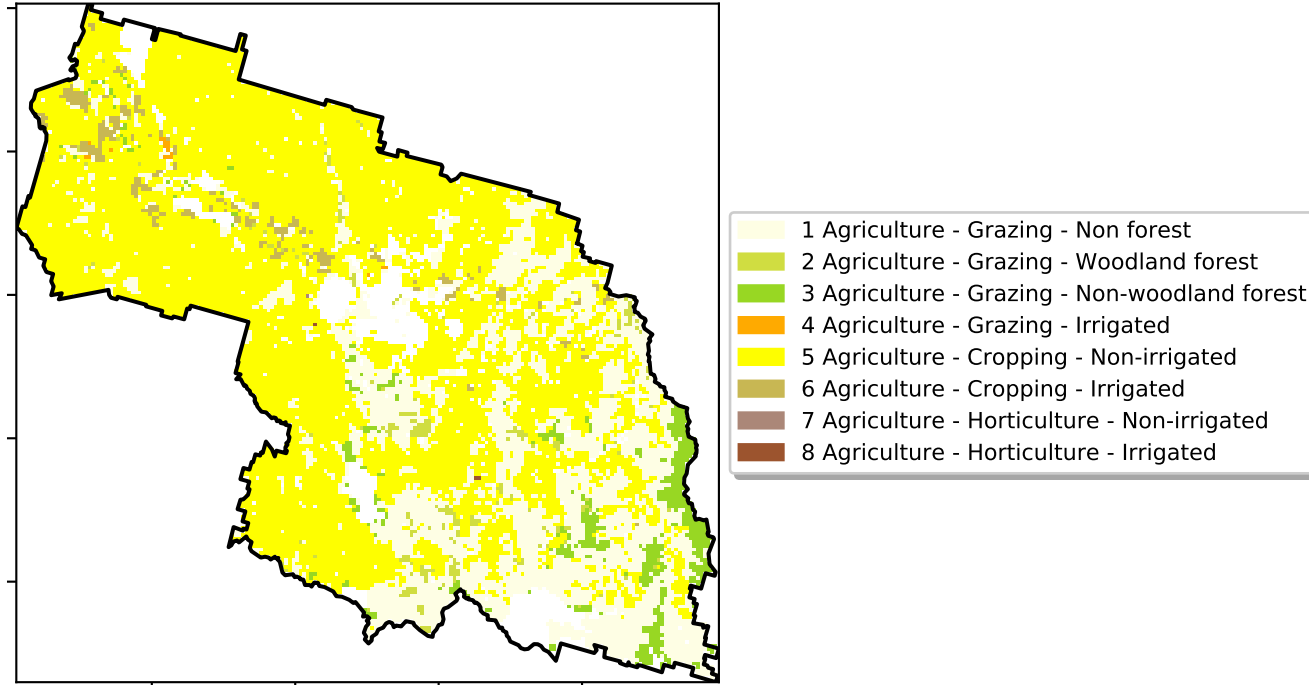 1 Agriculture - Grazing - Non forest
2 Agriculture - Grazing - Woodland forest
3 Agriculture - Grazing - Non-woodland forest
4 Agriculture - Grazing - Irrigated
5 Agriculture - Cropping - Non-irrigated
6 Agriculture - Cropping - Irrigated
7 Agriculture - Horticulture - Non-irrigated
8 Agriculture - Horticulture - Irrigated